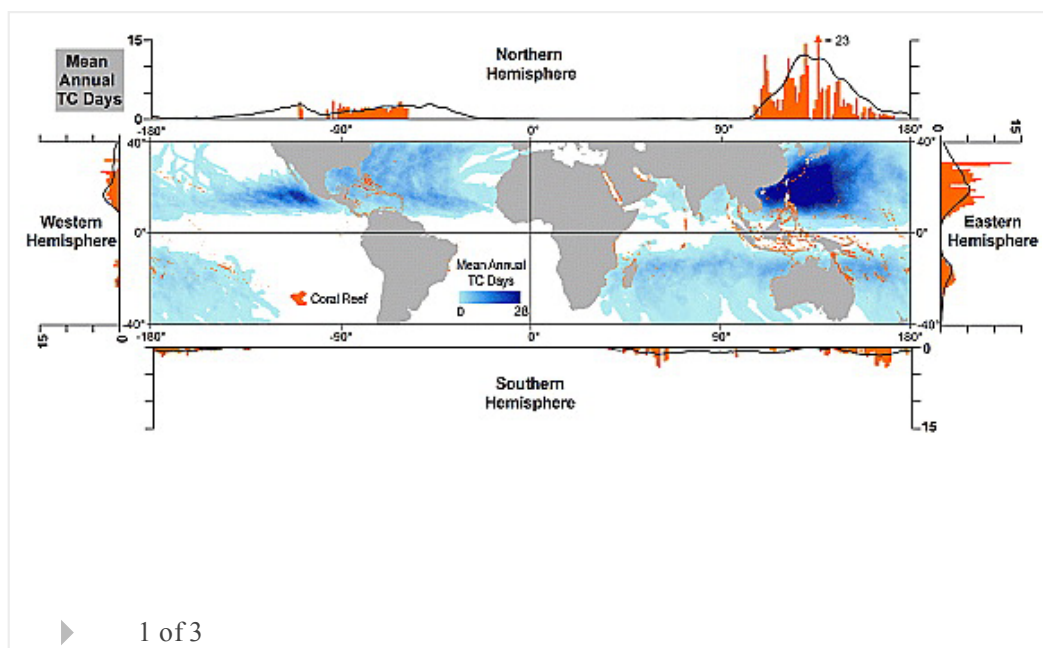 15
Mean
Annual
TC Days
Northern
Hemisphere
= 23
0
-180° -90° 0° 90° 180°
0 15
40° 40°
Western
Hemisphere
Eastern
Hemisphere
0° 0°
Mean Annual
TC Days
Coral Reef
0 28
-40° -40°
15 0
-180° -90° 0 90° 180°
0
Southern
Hemisphere
15
1 of 3